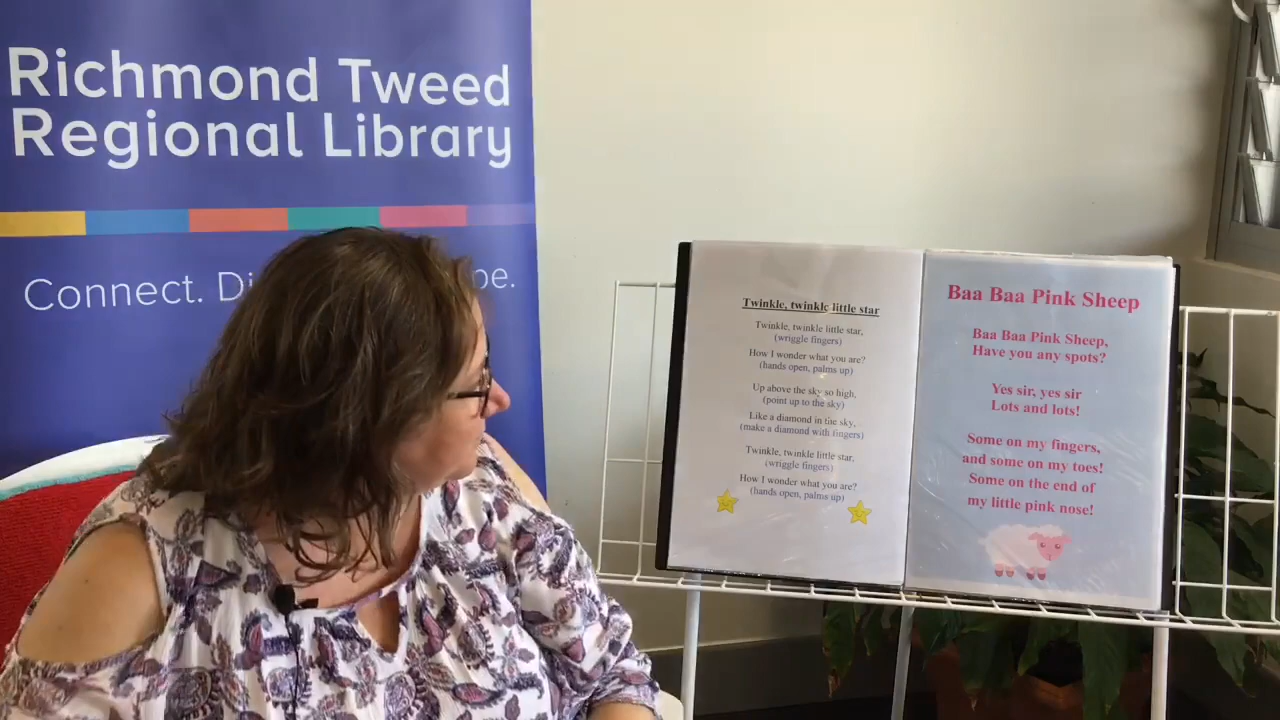 Richmond Tweed
Regional Library
Connect. Di pe.
Twinkle, twinkle little star
Twinkle, twinkle little star,
(wriggle fingers)
How I wonder what you are?
(hands open, palms up)
Up above the sky so high,
(point up to the sky)
Like a diamond in the sky,
(make a diamond with fingers)
Twinkle, twinkle little star,
(wriggle fingers)
How I wonder what you are?
(hands open, palms up)
Baa Baa Pink Sheep
Baa Baa Pink Sheep,
Have you any spots?
Yes sir, yes sir
Lots and lots!
Some on my fingers,
and some on my toes!
Some on the end of
my little pink nose!